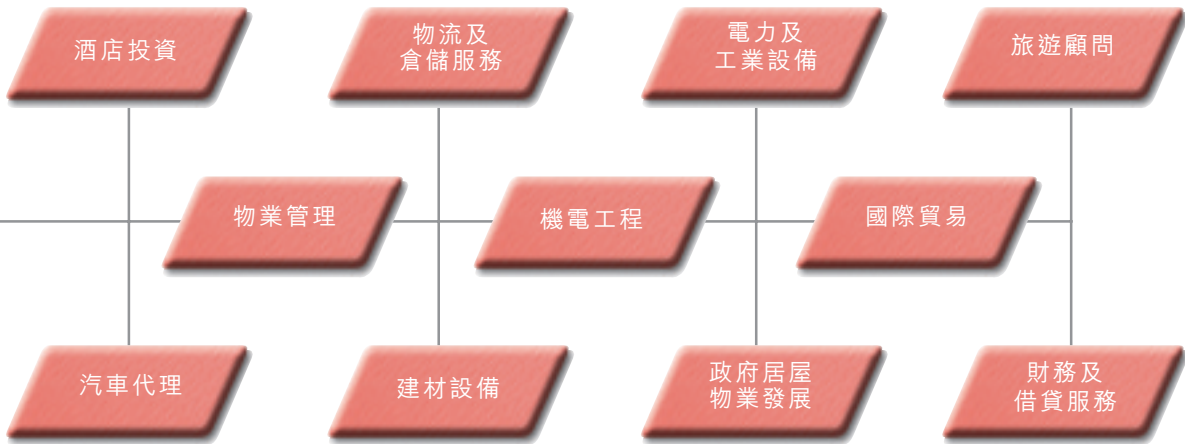 酒店投資
物流及
倉儲服務
電力及
工業設備
旅遊顧問
物業管理
機電工程
國際貿易
汽車代理
建材設備
政府居屋
物業發展
財務及
借貸服務